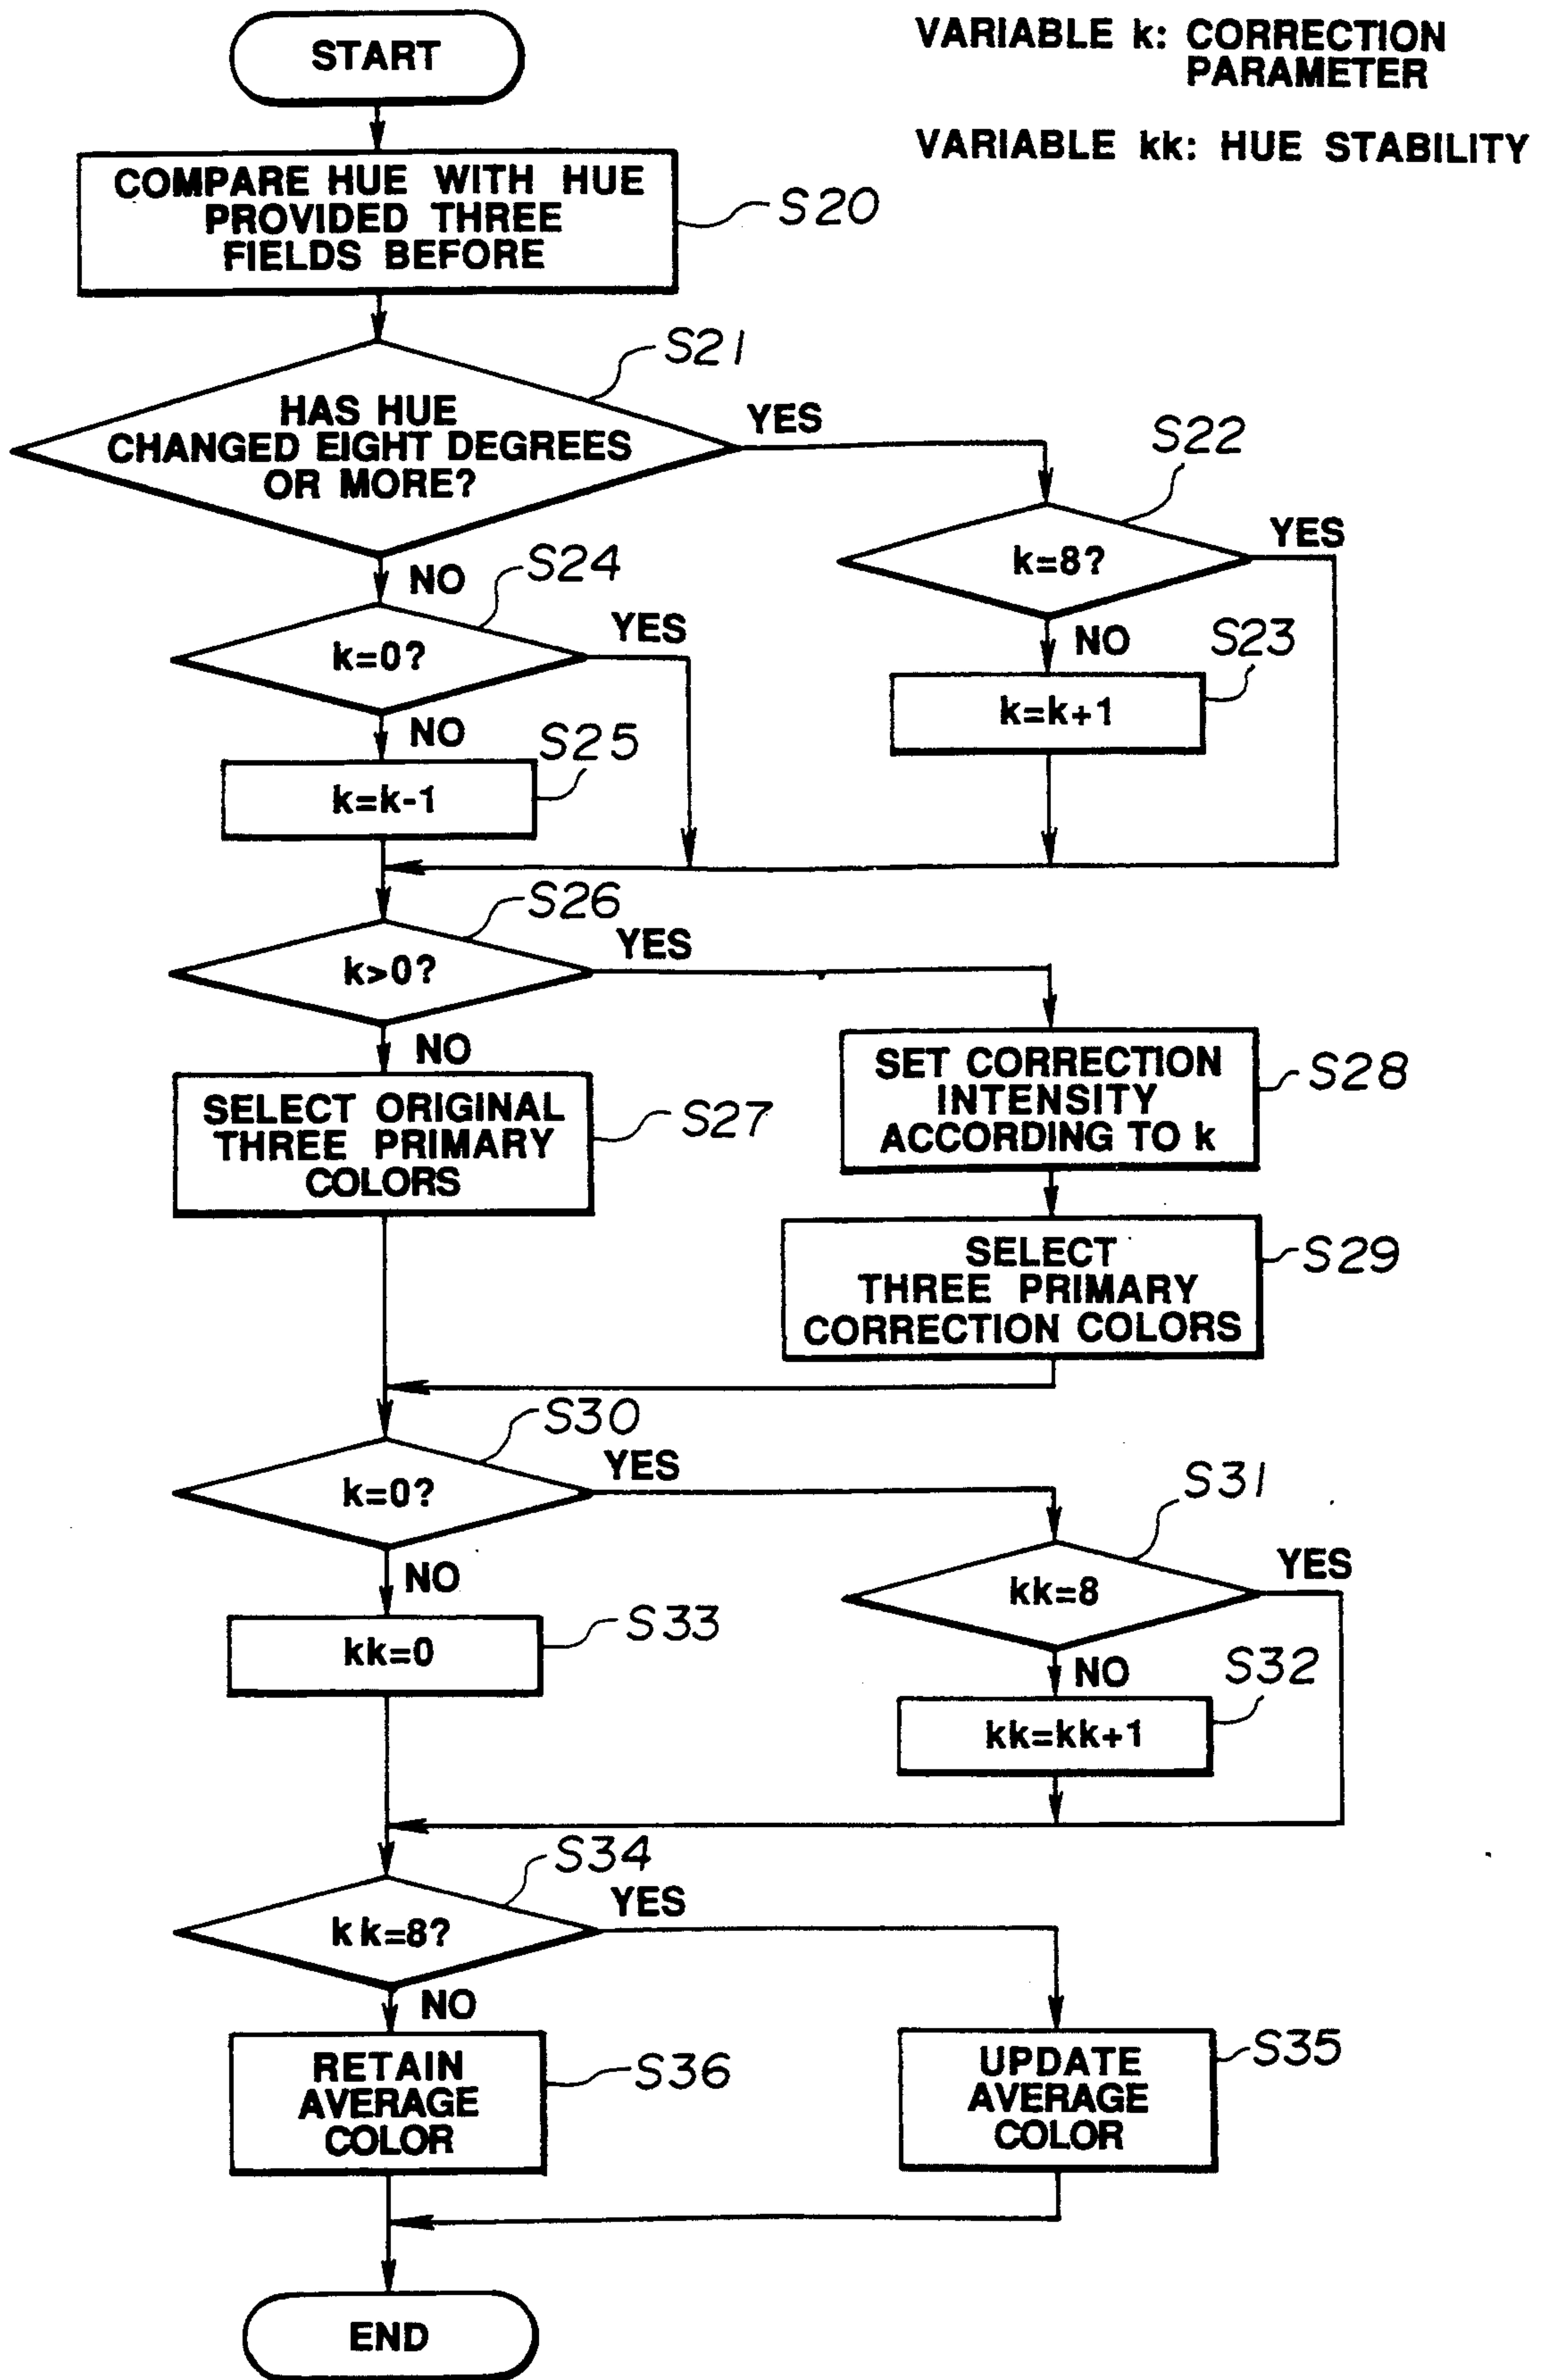 START
VARIABLE k: CORRECTION
PARAMETER
VARIABLE kk: HUE STABILITY
COMPARE HUE WITH HUE
PROVIDED THREE
FIELDS BEFORE
S20
S21
HAS HUE
CHANGED EIGHT DEGREES
OR MORE?
YES
S22
k=8?
YES
NO
S24
NO
S23
k=0?
YES
k=k+1
NO
S25
k=k-1
S26
k>0?
YES
NO
SET CORRECTION
INTENSITY
ACCORDING TO k
S28
SELECT ORIGINAL
THREE PRIMARY
COLORS
S27
SELECT
THREE PRIMARY
CORRECTION COLORS
S29
S30
k=0?
YES
S31
NO
kk=8
YES
kk=0
S33
NO
S32
kk=kk+1
S34
kk=8?
YES
NO
RETAIN
AVERAGE
COLOR
S36
UPDATE
AVERAGE
COLOR
S35
END